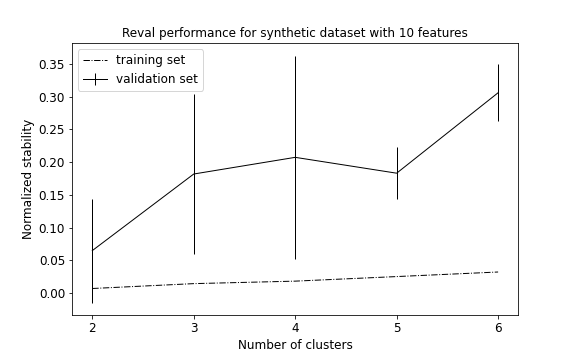 Reval performance for synthetic dataset with 10 features
training set
validation set
Normalized stability
0.35
0.30
0.25
0.20
0.15
0.10
0.05
0.00
2 3 4 5 6
Number of clusters